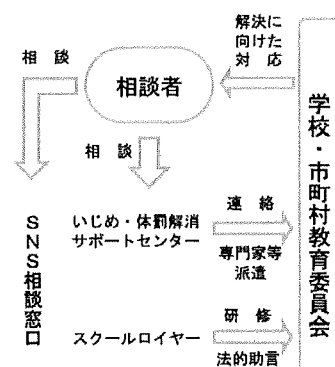 解決に
向けた
対　応
相　談
相談者
相　談
学校・市町村教育委員会
SNS相談窓口
いじめ・体罰解消
サポートセンター
連　絡
専門家等
派遣
スクールロイヤー
研　修
法的助言